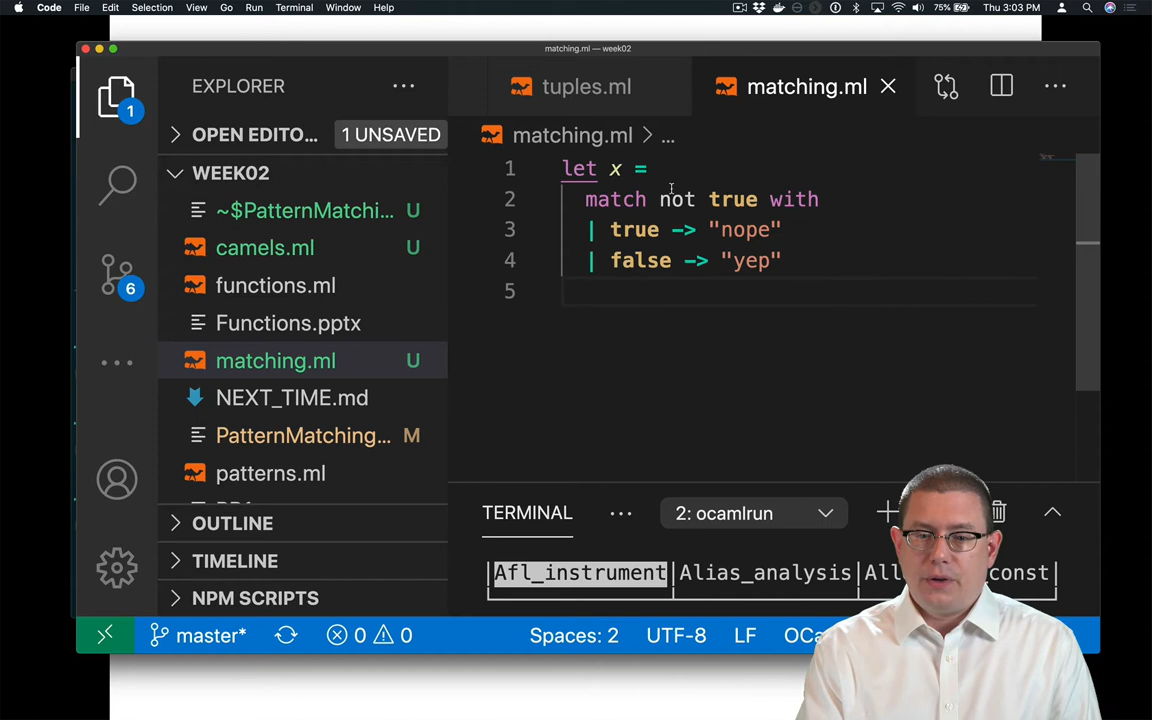 Code File Edit Selection View Go Run Terminal Window Help 75% Thu 3:03 PM
matching.ml — week02
EXPLORER
tuples.ml matching.ml
1
OPEN EDITO... 1 UNSAVED
matching.ml > ...
WEEK02
~$PatternMatchi... U
camels.ml U
functions.ml
Functions.pptx
matching.ml U
NEXT_TIME.md
PatternMatching... M
patterns.ml
6
OUTLINE
TIMELINE
NPM SCRIPTS
1 let x =
2 match not true with
3 | true -> "nope"
4 | false -> "yep"
5
TERMINAL ... 2: ocamlrun
|Afl_instrument|Alias_analysis|All const|
master* 0 0 Spaces: 2 UTF-8 LF